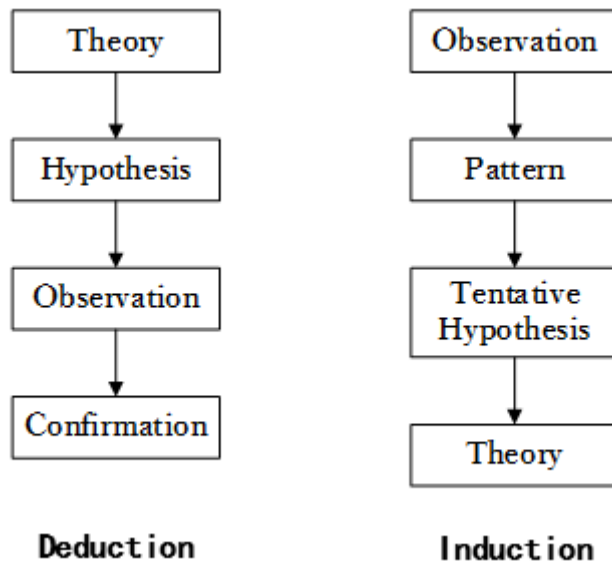 Theory
Hypothesis
Observation
Confirmation
Deduction
Observation
Pattern
Tentative
Hypothesis
Theory
Induction